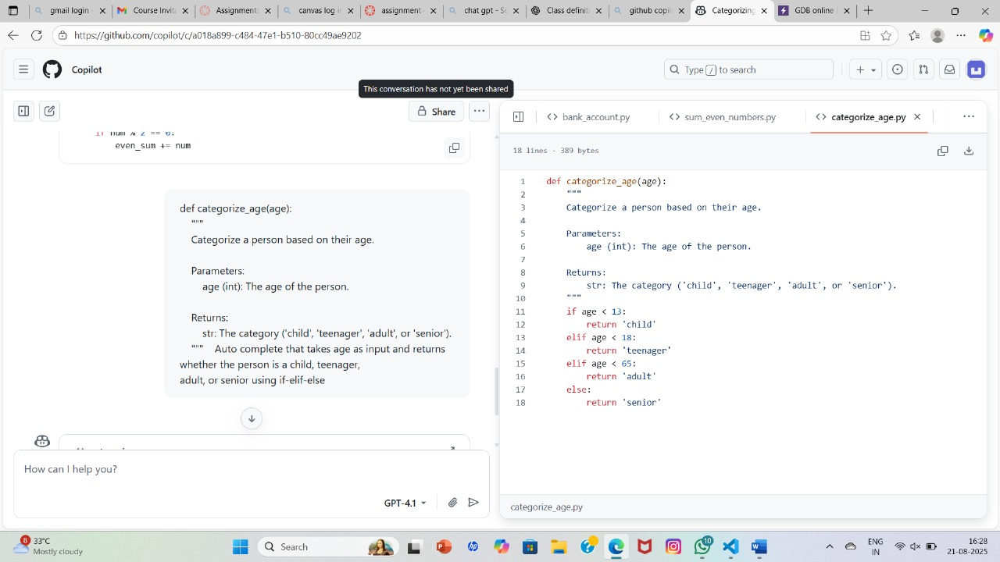 gmail login -
Course Invit
Assignments
canvas log i
assignment -
chat gpt - Se
Class definiti
github copi
Categorizing
GDB online
https://github.com/copilot/c/a018a899-c484-47e1-b510-80cc49ae9202
Copilot
Type / to search
This conversation has not yet been shared
Share
if num % 2 == 0:
even_sum += num
def categorize_age(age):
"""
Categorize a person based on their age.
Parameters:
age (int): The age of the person.
Returns:
str: The category ('child', 'teenager', 'adult', or 'senior').
""" Auto complete that takes age as input and returns
whether the person is a child, teenager,
adult, or senior using if-elif-else
How can I help you?
GPT-4.1
bank_account.py
sum_even_numbers.py
categorize_age.py
18 lines · 389 bytes
1 def categorize_age(age):
2 """
3 Categorize a person based on their age.
4
5 Parameters:
6 age (int): The age of the person.
7
8 Returns:
9 str: The category ('child', 'teenager', 'adult', or 'senior').
10 """
11 if age < 13:
12 return 'child'
13 elif age < 18:
14 return 'teenager'
15 elif age < 65:
16 return 'adult'
17 else:
18 return 'senior'
categorize_age.py
8
33°C
Mostly cloudy
Search
10
ENG
IN
16:28
21-08-2025